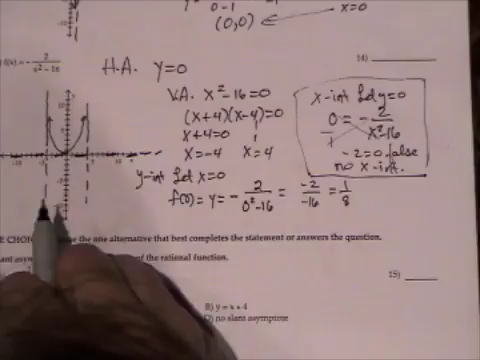 0-1
x=0
(0,0)
f(x) = - 2 / x²-16
14)
H.A. y=0
V.A. x²-16=0
(x+4)(x-4)=0
x+4=0
x=-4 x=4
x-int Let y=0
0 = - 2 / x²-16
-2=0 false
no x-int.
y-int Let x=0
f(0)=y= - 2 / 0²-16 = -2 / -16 = 1 / 8
the one alternative that best completes the statement or answers the question.
of the rational function.
15)
B) y = x + 4
D) no slant asymptote